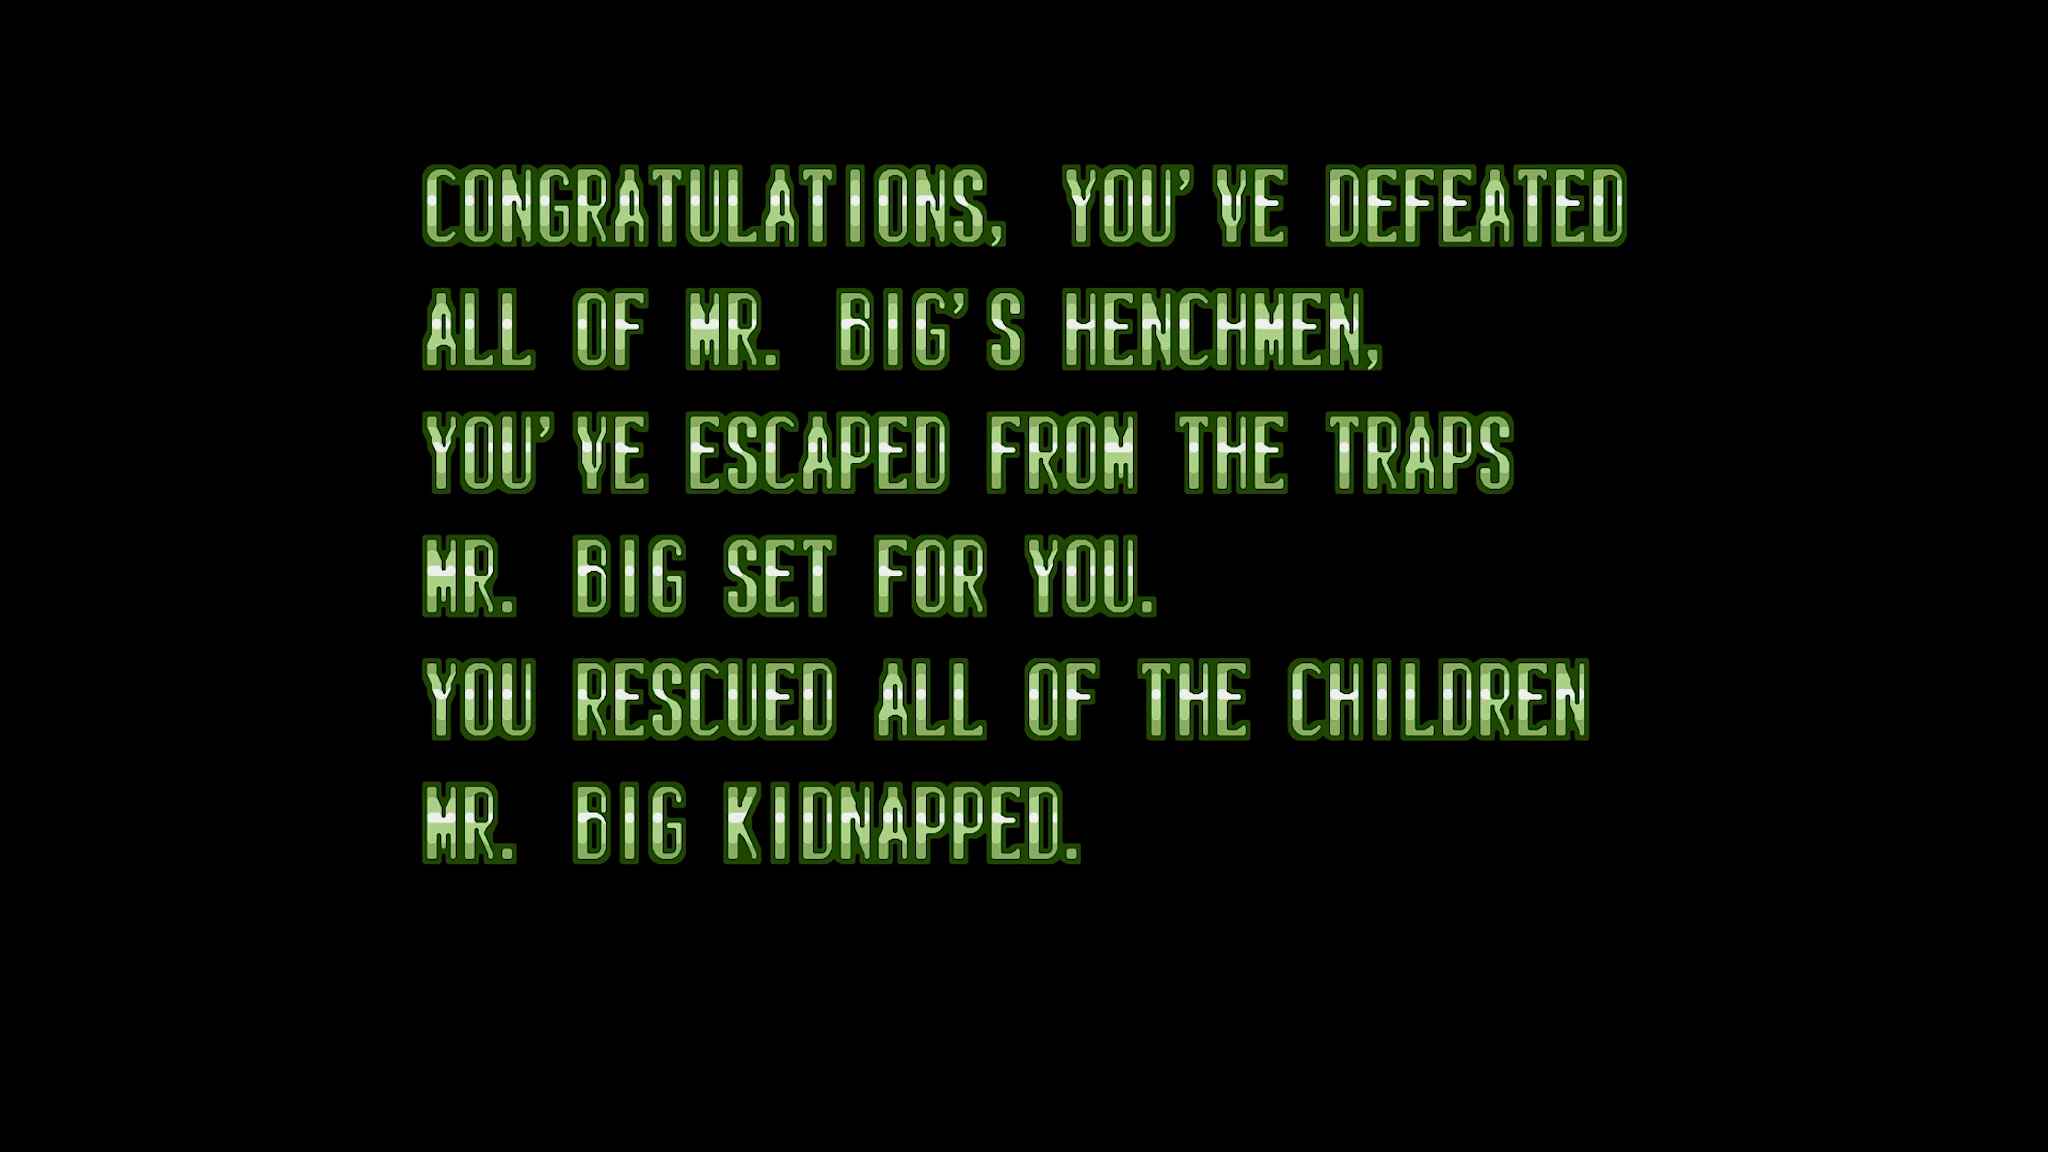 CONGRATULATIONS, YOU'VE DEFEATED
ALL OF MR. BIG'S HENCHMEN,
YOU'VE ESCAPED FROM THE TRAPS
MR. BIG SET FOR YOU.
YOU RESCUED ALL OF THE CHILDREN
MR. BIG KIDNAPPED.